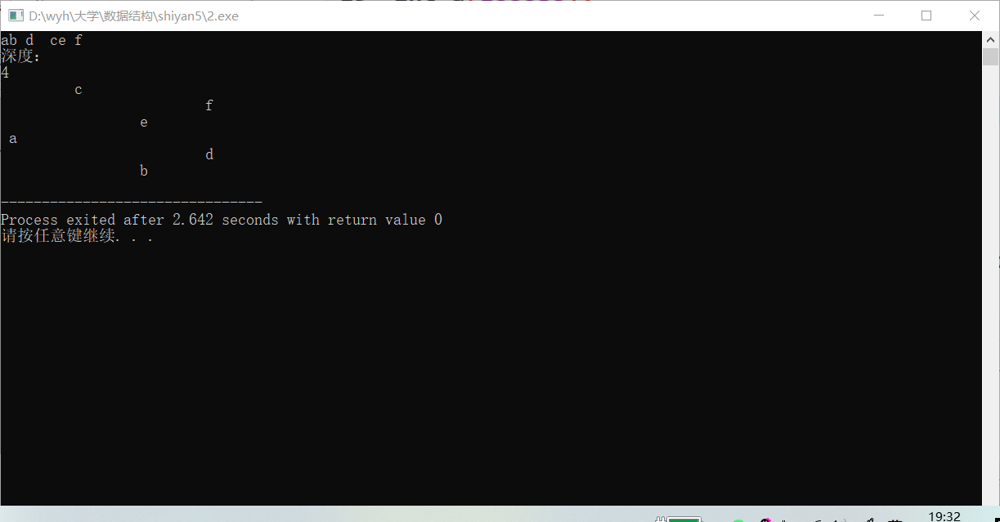 D:\wyh\大学\数据结构\shiyan5\2.exe
ab d  ce f
深度:
4
c
f
e
a
d
b
--------------------------------
Process exited after 2.642 seconds with return value 0
请按任意键继续. . .
19:32